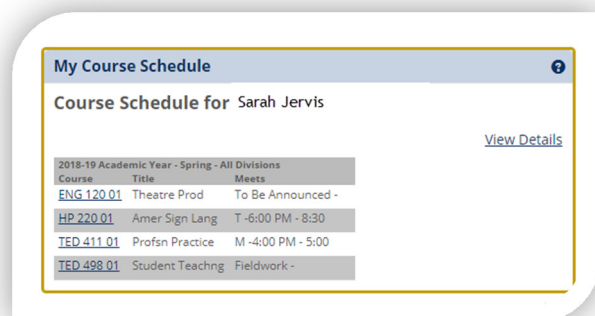 My Course Schedule ?
Course Schedule for Sarah Jervis
View Details
2018-19 Academic Year - Spring - All Divisions
Course Title Meets
ENG 120 01 Theatre Prod To Be Announced -
HP 220 01 Amer Sign Lang T -6:00 PM - 8:30
TED 411 01 Profsn Practice M -4:00 PM - 5:00
TED 498 01 Student Teachng Fieldwork -